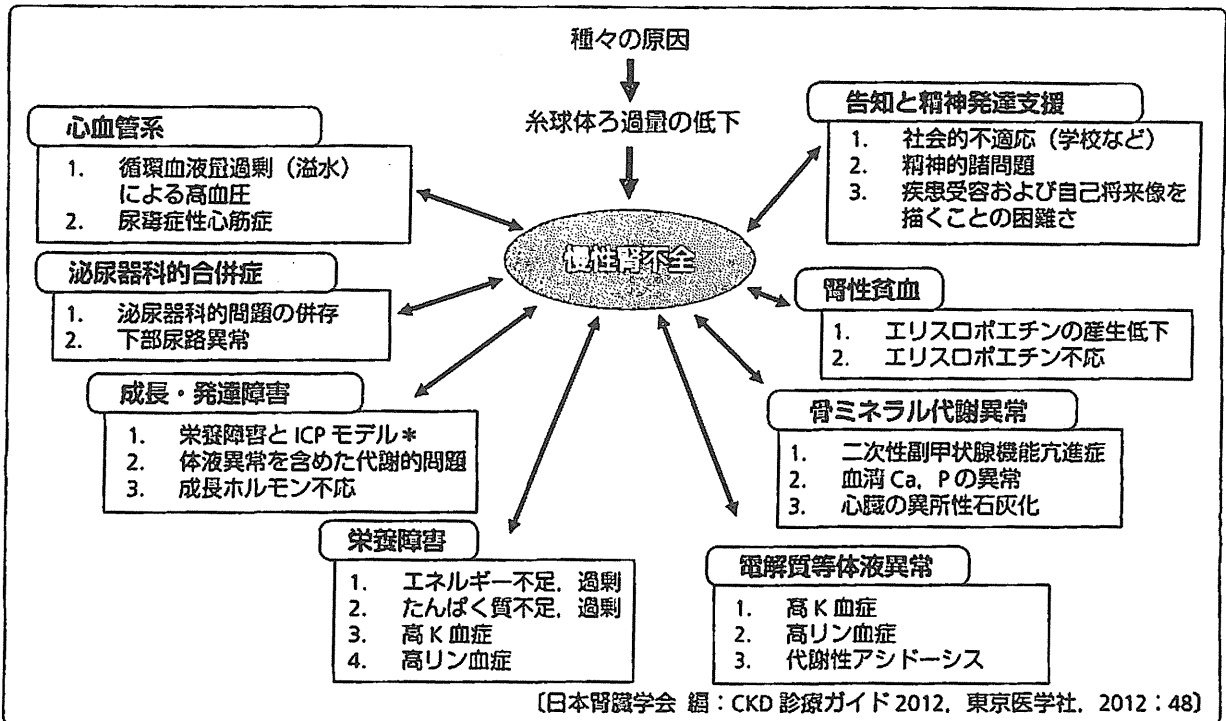 種々の原因
糸球体ろ過量の低下
慢性腎不全
心血管系
1. 循環血液量過剰（溢水）
による高血圧
2. 尿毒症性心筋症
泌尿器科的合併症
1. 泌尿器科的問題の併存
2. 下部尿路異常
成長・発達障害
1. 栄養障害と ICP モデル＊
2. 体液異常を含めた代謝的問題
3. 成長ホルモン不応
栄養障害
1. エネルギー不足，過剰
2. たんぱく質不足，過剰
3. 高 K 血症
4. 高リン血症
告知と精神発達支援
1. 社会的不適応（学校など）
2. 精神的諸問題
3. 疾患受容および自己将来像を
描くことの困難さ
腎性貧血
1. エリスロポエチンの産生低下
2. エリスロポエチン不応
骨ミネラル代謝異常
1. 二次性副甲状腺機能亢進症
2. 血清 Ca，P の異常
3. 心臓の異所性石灰化
電解質等体液異常
1. 高 K 血症
2. 高リン血症
3. 代謝性アシドーシス
〔日本腎臓学会 編：CKD 診療ガイド 2012，東京医学社，2012：48〕